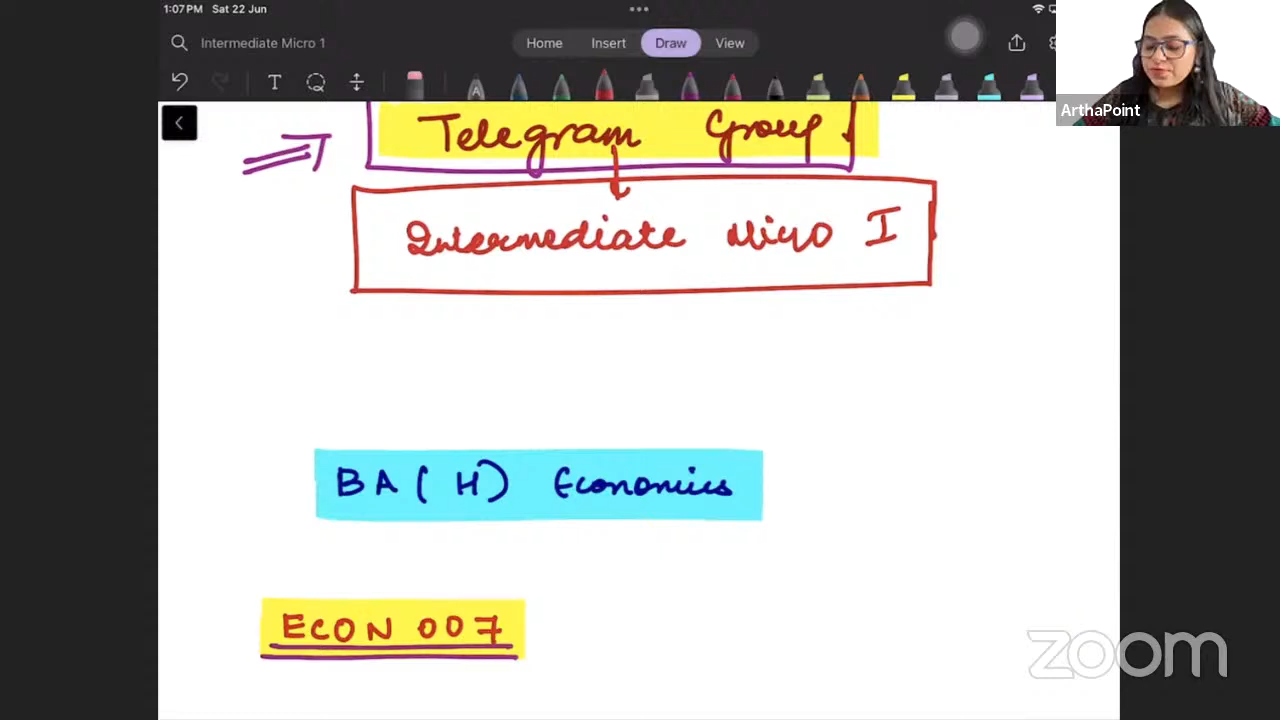 1:07 PM Sat 22 Jun
Intermediate Micro 1
Home Insert Draw View
ArthaPoint
Telegram Group
Intermediate Micro I
BA (H) Economics
ECON 007
zoom